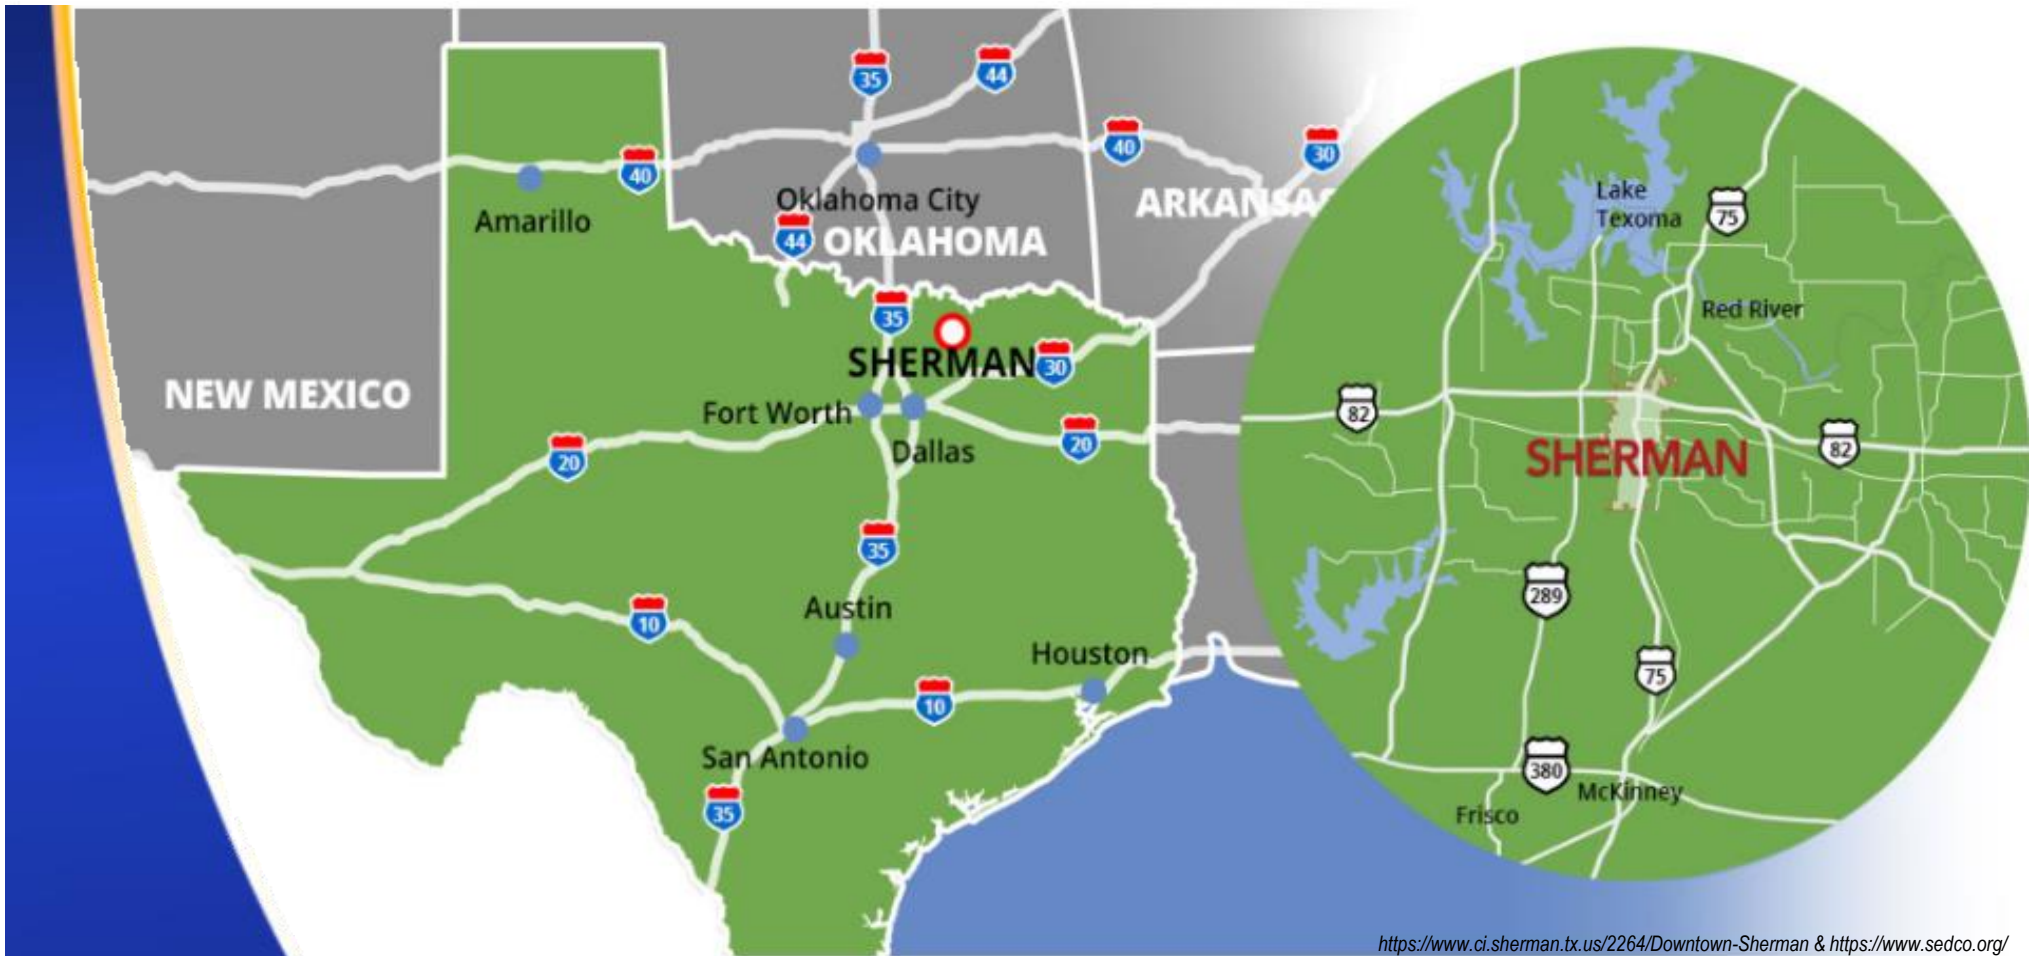 35
44
40
30
40
Oklahoma City
ARKANSAS
Amarillo
44
OKLAHOMA
35
SHERMAN
30
NEW MEXICO
Fort Worth
20
Dallas
20
35
Austin
10
Houston
10
San Antonio
35
Lake
Texoma
75
Red River
82
82
SHERMAN
289
75
380
McKinney
Frisco
https://www.ci.sherman.tx.us/2264/Downtown-Sherman & https://www.sedco.org/